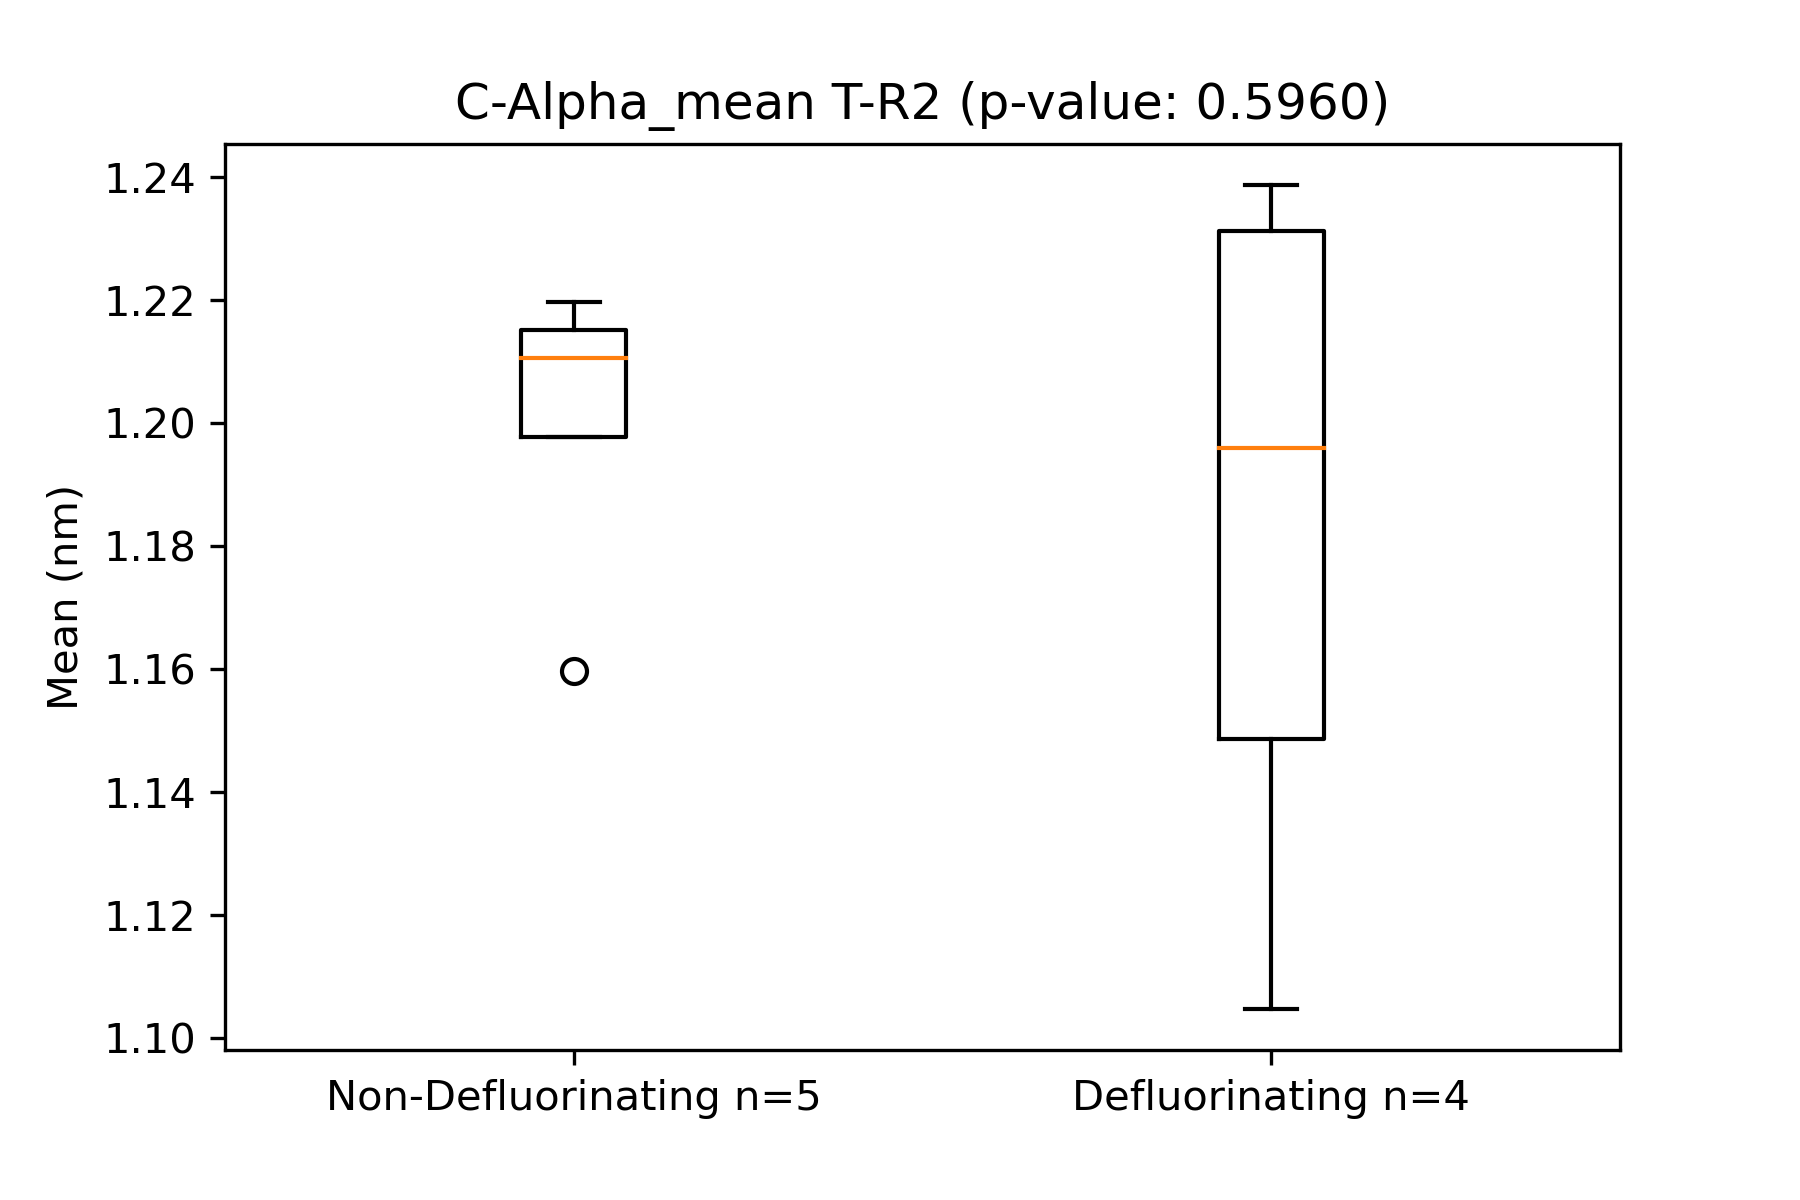 C-Alpha_mean T-R2 (p-value: 0.5960)
Mean (nm)
1.24
1.22
1.20
1.18
1.16
1.14
1.12
1.10
Non-Defluorinating n=5
Defluorinating n=4